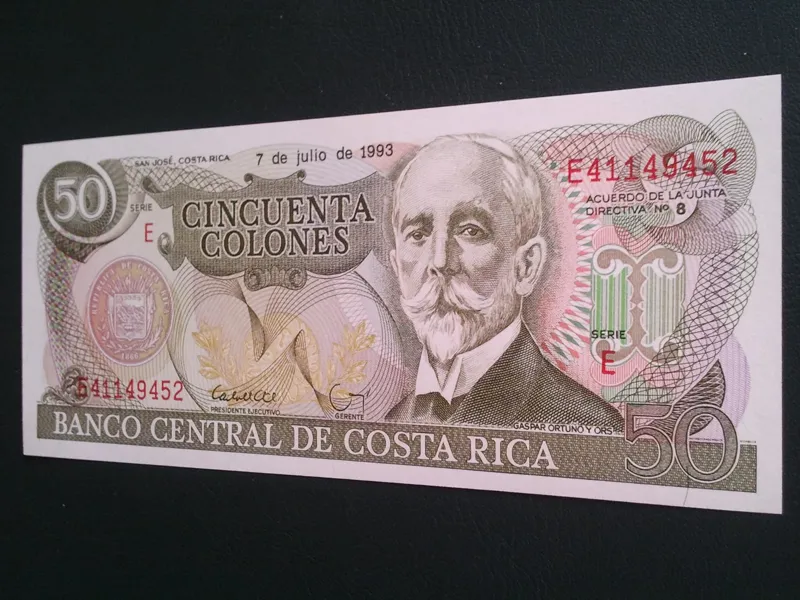 SAN JOSÉ, COSTA RICA 7 de julio de 1993
50
SERIE
E
CINCUENTA
COLONES
E41149452
ACUERDO DE LA JUNTA
DIRECTIVA Nº 8
SERIE
E
E41149452
PRESIDENTE EJECUTIVO
GERENTE
GASPAR ORTUÑO Y ORS
BANCO CENTRAL DE COSTA RICA
50